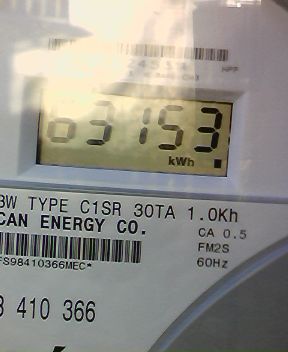 63153
kWh
3W TYPE C1SR 30TA 1.0Kh
CAN ENERGY CO.
CA 0.5
FM2S
FS98410366MEC*
60Hz
8 410 366